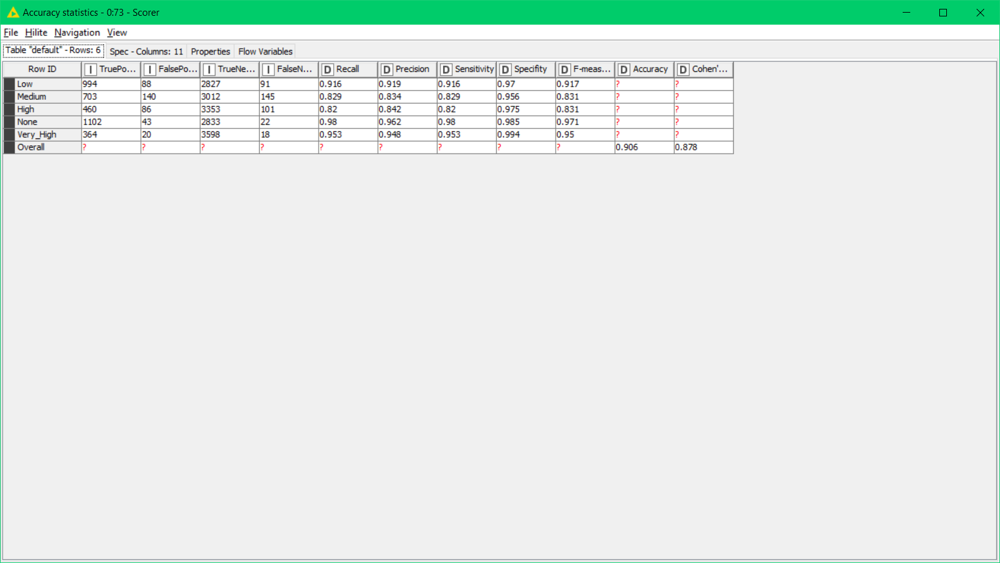 Accuracy statistics - 0:73 - Scorer
File Hilite Navigation View
Table "default" - Rows: 6 Spec - Columns: 11 Properties Flow Variables
Row ID I TruePo... I FalsePo... I TrueNe... I FalseN... D Recall D Precision D Sensitivity D Specifity D F-meas... D Accuracy D Cohen'...
Low 994 88 2827 91 0.916 0.919 0.916 0.97 0.917 ? ?
Medium 703 140 3012 145 0.829 0.834 0.829 0.956 0.831 ? ?
High 460 86 3353 101 0.82 0.842 0.82 0.975 0.831 ? ?
None 1102 43 2833 22 0.98 0.962 0.98 0.985 0.971 ? ?
Very_High 364 20 3598 18 0.953 0.948 0.953 0.994 0.95 ? ?
Overall ? ? ? ? ? ? ? ? ? 0.906 0.878